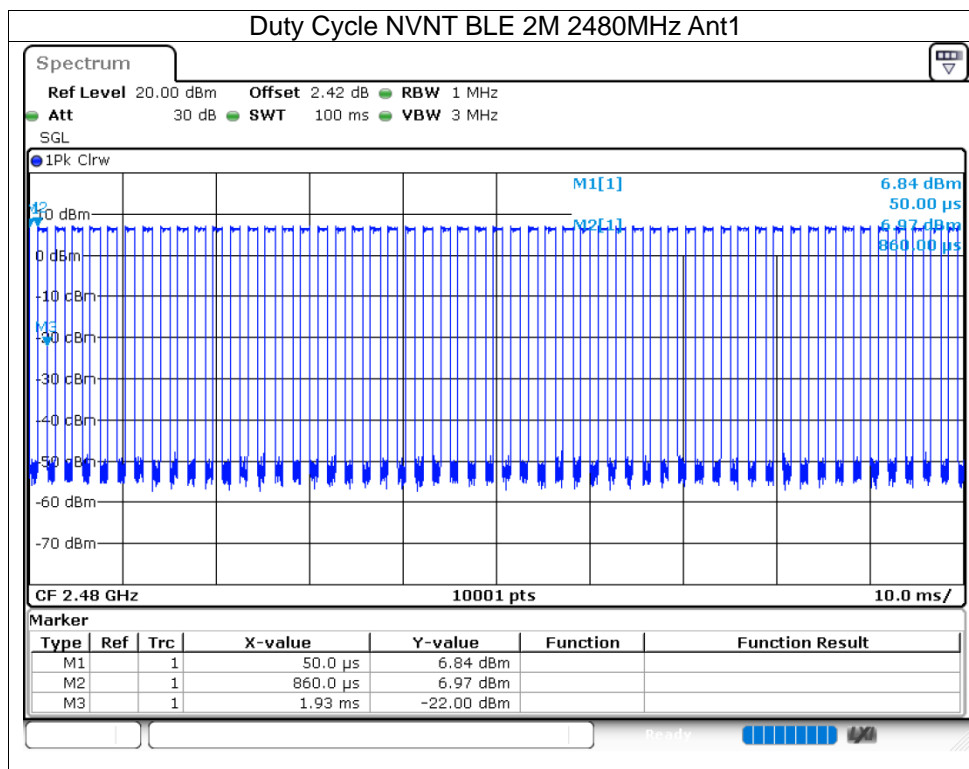 Duty Cycle NVNT BLE 2M 2480MHz Ant1
Spectrum
Ref Level 20.00 dBm Offset 2.42 dB RBW 1 MHz
Att 30 dB SWT 100 ms VBW 3 MHz
SGL
1Pk Clrw
M1[1] 6.84 dBm
50.00 µs
M2[1] 6.97 dBm
860.00 µs
M2
10 dBm
0 dBm
-10 dBm
M3
-20 dBm
-30 dBm
-40 dBm
-50 dBm
-60 dBm
-70 dBm
CF 2.48 GHz 10001 pts 10.0 ms/
Marker
Type Ref Trc X-value Y-value Function Function Result
M1 1 50.0 µs 6.84 dBm
M2 1 860.0 µs 6.97 dBm
M3 1 1.93 ms -22.00 dBm
Ready LXI